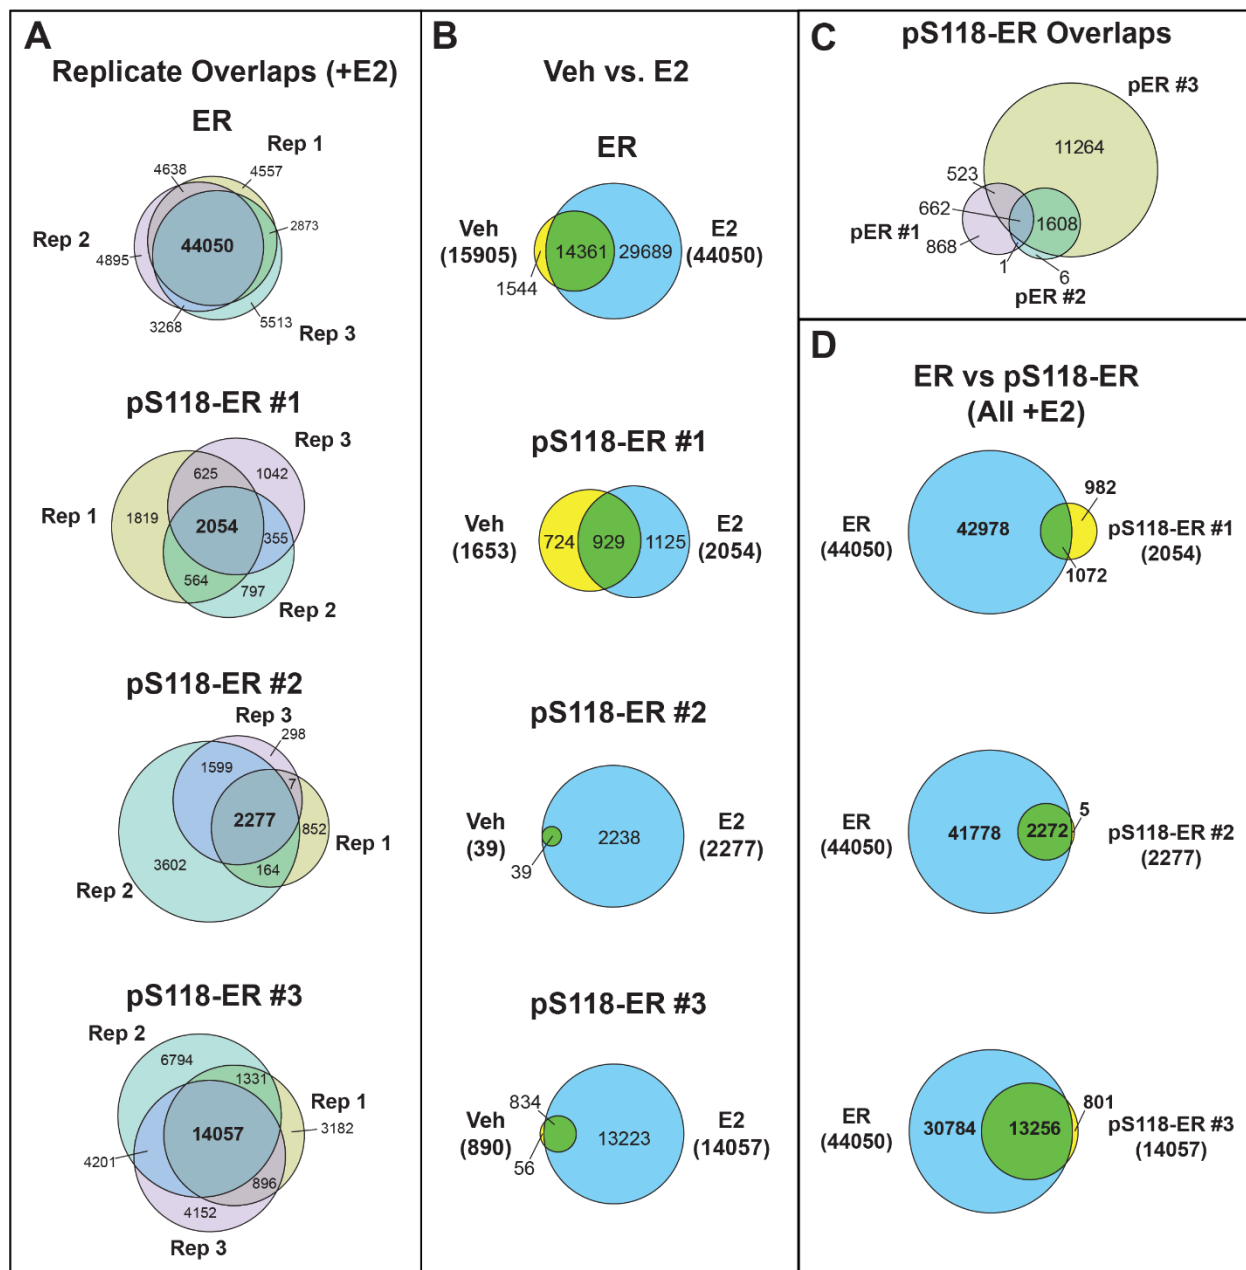 A
Replicate Overlaps (+E2)
ER
Rep 1
4638
4557
Rep 2
44050
2873
4895
3268
5513
Rep 3
pS118-ER #1
Rep 3
625
1042
Rep 1
1819
2054
355
564
797
Rep 2
pS118-ER #2
Rep 3
298
1599
7
2277
852
Rep 1
3602
164
Rep 2
pS118-ER #3
Rep 2
6794
1331
Rep 1
14057
3182
4201
896
4152
Rep 3
B
Veh vs. E2
ER
Veh
(15905)
14361
29689
E2
(44050)
1544
pS118-ER #1
Veh
(1653)
724
929
1125
E2
(2054)
pS118-ER #2
Veh
(39)
2238
E2
(2277)
39
pS118-ER #3
Veh
(890)
834
13223
E2
(14057)
56
C
pS118-ER Overlaps
pER #3
11264
523
662
1608
pER #1
868
1
6
pER #2
D
ER vs pS118-ER
(All +E2)
982
ER
(44050)
42978
pS118-ER #1
(2054)
1072
5
ER
(44050)
41778
2272
pS118-ER #2
(2277)
801
ER
(44050)
30784
13256
pS118-ER #3
(14057)